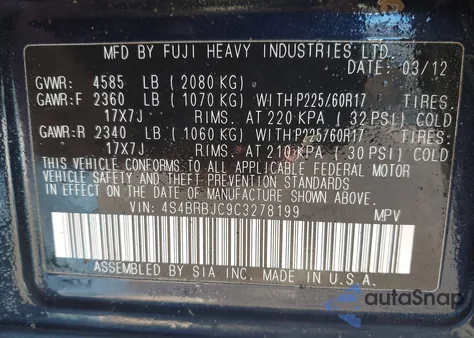 MFD BY FUJI HEAVY INDUSTRIES LTD.
DATE: 03/12
GVWR: 4585 LB (2080 KG)
GAWR:F 2360 LB (1070 KG) WITH P225/60R17 TIRES.
17X7J RIMS. AT 220 KPA (32 PSI) COLD
GAWR:R 2340 LB (1060 KG) WITH P225/60R17 TIRES.
17X7J RIMS. AT 210 KPA (30 PSI) COLD
THIS VEHICLE CONFORMS TO ALL APPLICABLE FEDERAL MOTOR
VEHICLE SAFETY AND THEFT PREVENTION STANDARDS
IN EFFECT ON THE DATE OF MANUFACTURE SHOWN ABOVE.
VIN: 4S4BRBJC9C3278199 MPV
ASSEMBLED BY SIA INC. MADE IN U.S.A.
autoSnap